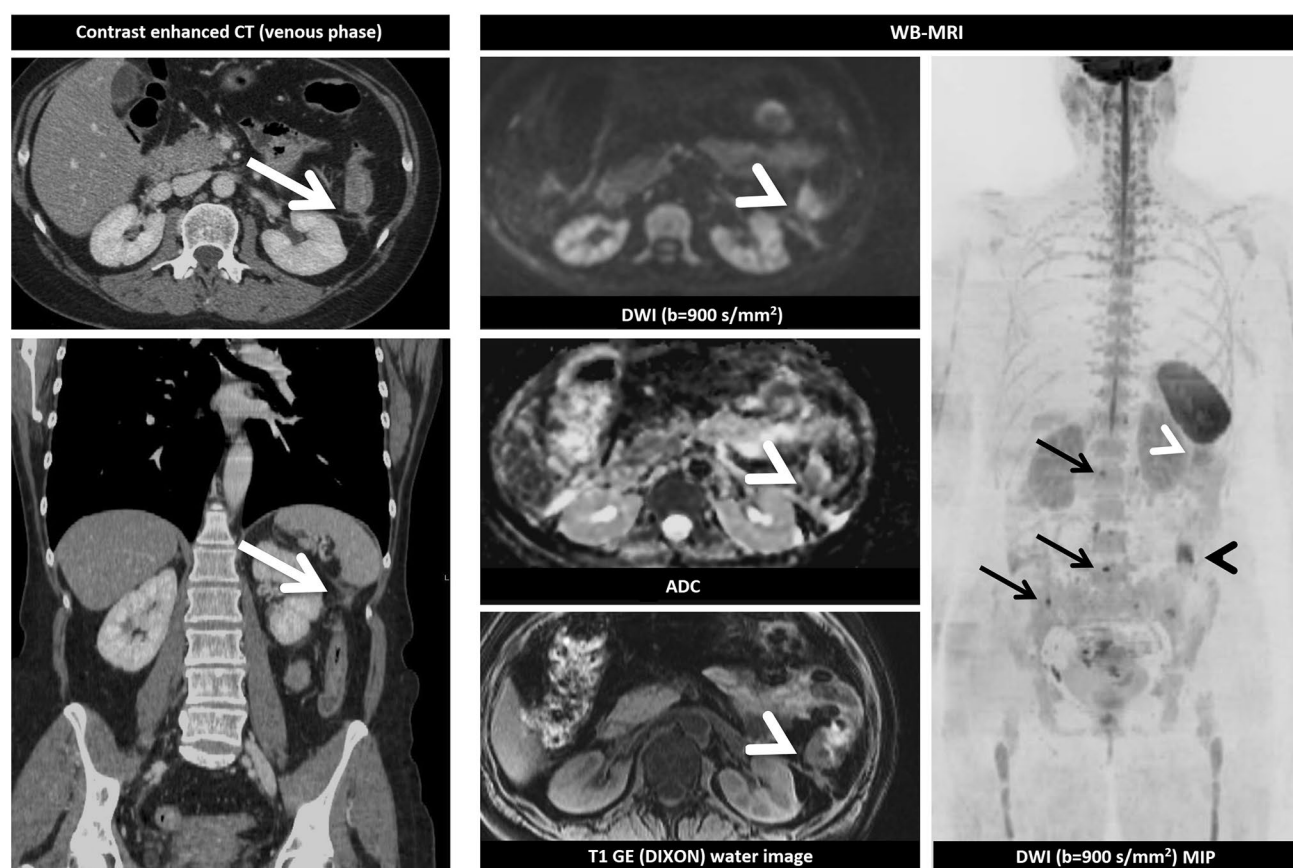 Contrast enhanced CT (venous phase)
WB-MRI
DWI (b=900 s/mm²)
ADC
L
T1 GE (DIXON) water image
DWI (b=900 s/mm²) MIP